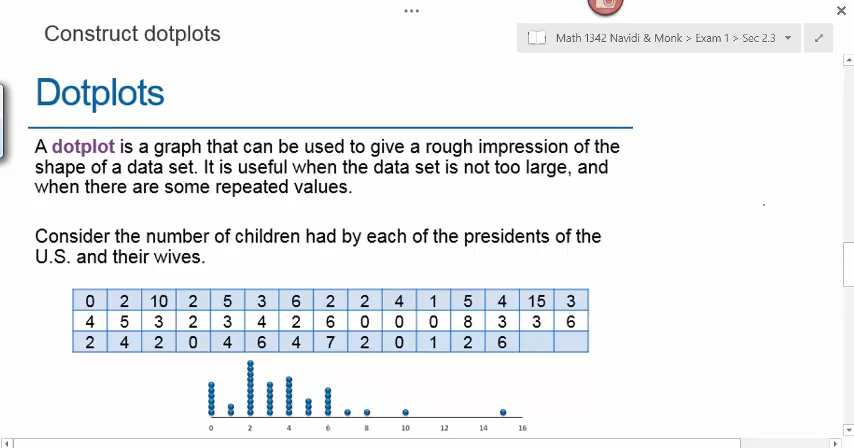 Construct dotplots
Math 1342 Navidi & Monk > Exam 1 > Sec 2.3
Dotplots
A dotplot is a graph that can be used to give a rough impression of the
shape of a data set. It is useful when the data set is not too large, and
when there are some repeated values.
Consider the number of children had by each of the presidents of the
U.S. and their wives.
0 2 10 2 5 3 6 2 2 4 1 5 4 15 3
4 5 3 2 3 4 2 6 0 0 0 8 3 3 6
2 4 2 0 4 6 4 7 2 0 1 2 6
0 2 4 6 8 10 12 14 16